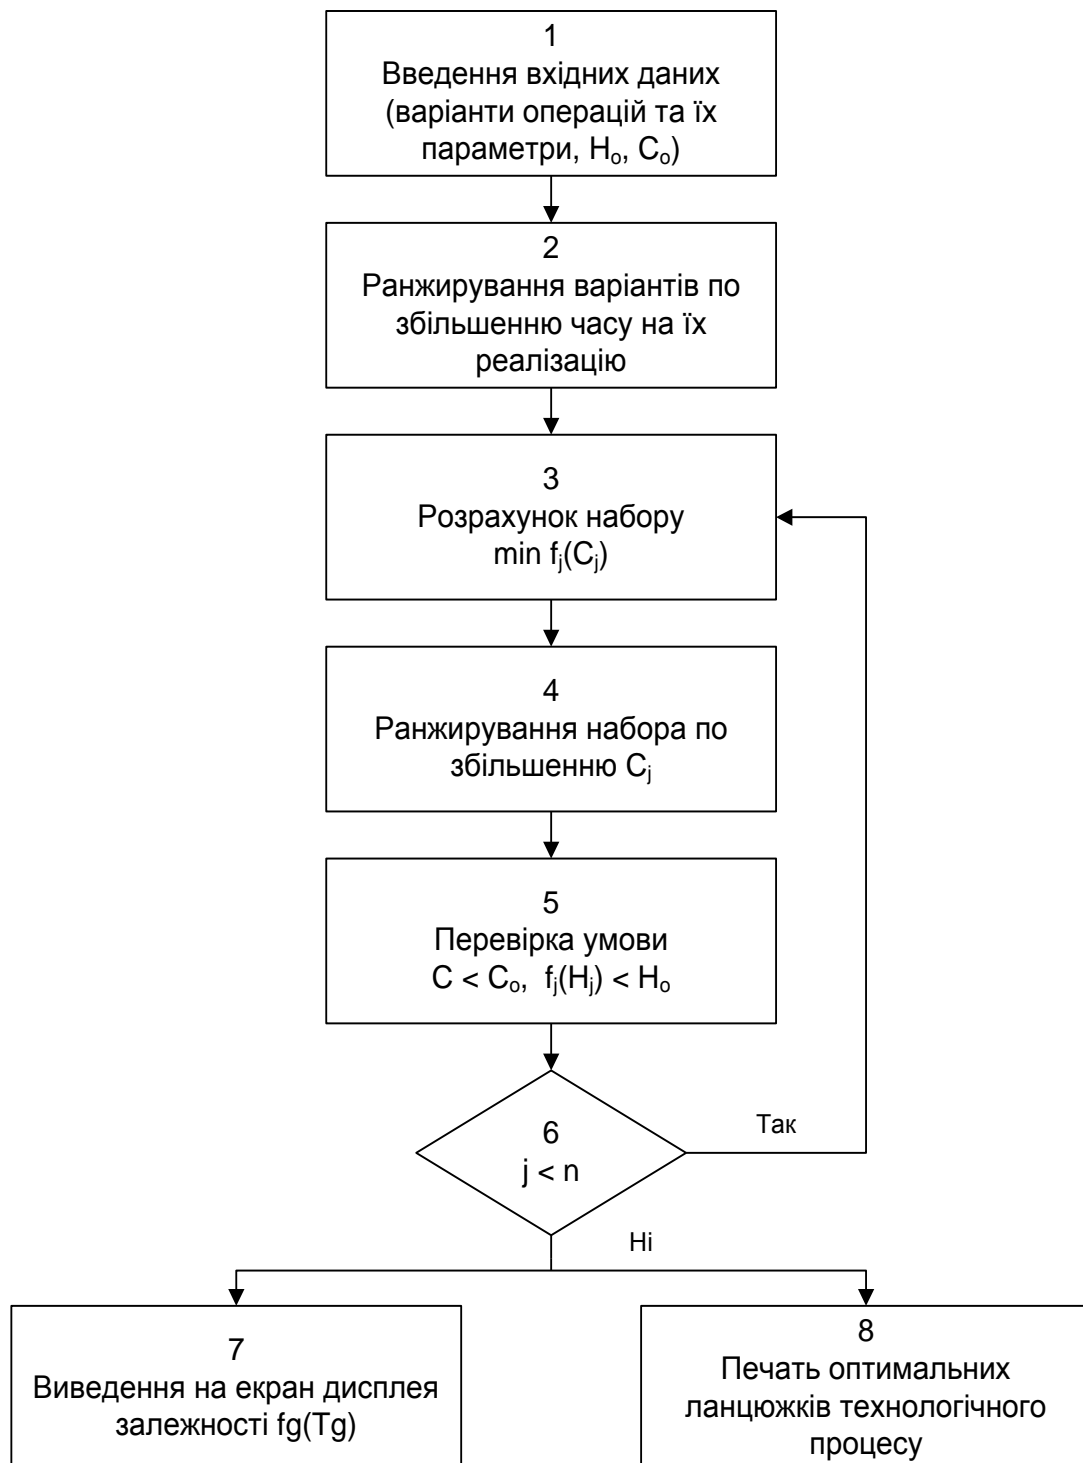 1
Введення вхідних даних
(варіанти операцій та їх
параметри, Hₒ, Cₒ)
2
Ранжирування варіантів по
збільшенню часу на їх
реалізацію
3
Розрахунок набору
min fⱼ(Cⱼ)
4
Ранжирування набора по
збільшенню Cⱼ
5
Перевірка умови
C < Cₒ, fⱼ(Hⱼ) < Hₒ
6
j < n
Так
Ні
7
Виведення на екран дисплея
залежності fg(Tg)
8
Печать оптимальних
ланцюжків технологічного
процесу